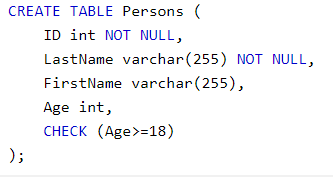 CREATE TABLE Persons (
    ID int NOT NULL,
    LastName varchar(255) NOT NULL,
    FirstName varchar(255),
    Age int,
    CHECK (Age>=18)
);